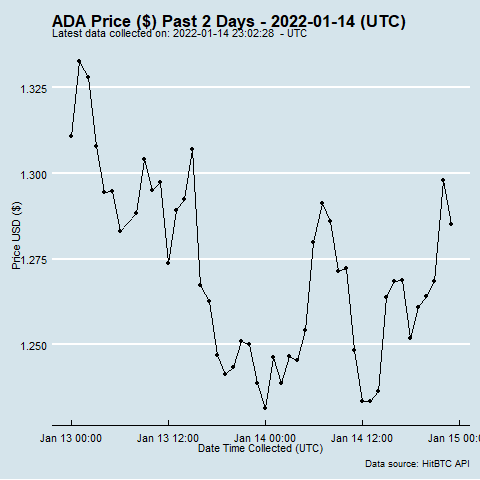 ADA Price ($) Past 2 Days - 2022-01-14 (UTC)
Latest data collected on: 2022-01-14 23:02:28  - UTC
1.325
1.300
1.275
1.250
Price USD ($)
Jan 13 00:00
Jan 13 12:00
Jan 14 00:00
Jan 14 12:00
Jan 15 00:0
Date Time Collected (UTC)
Data source: HitBTC API